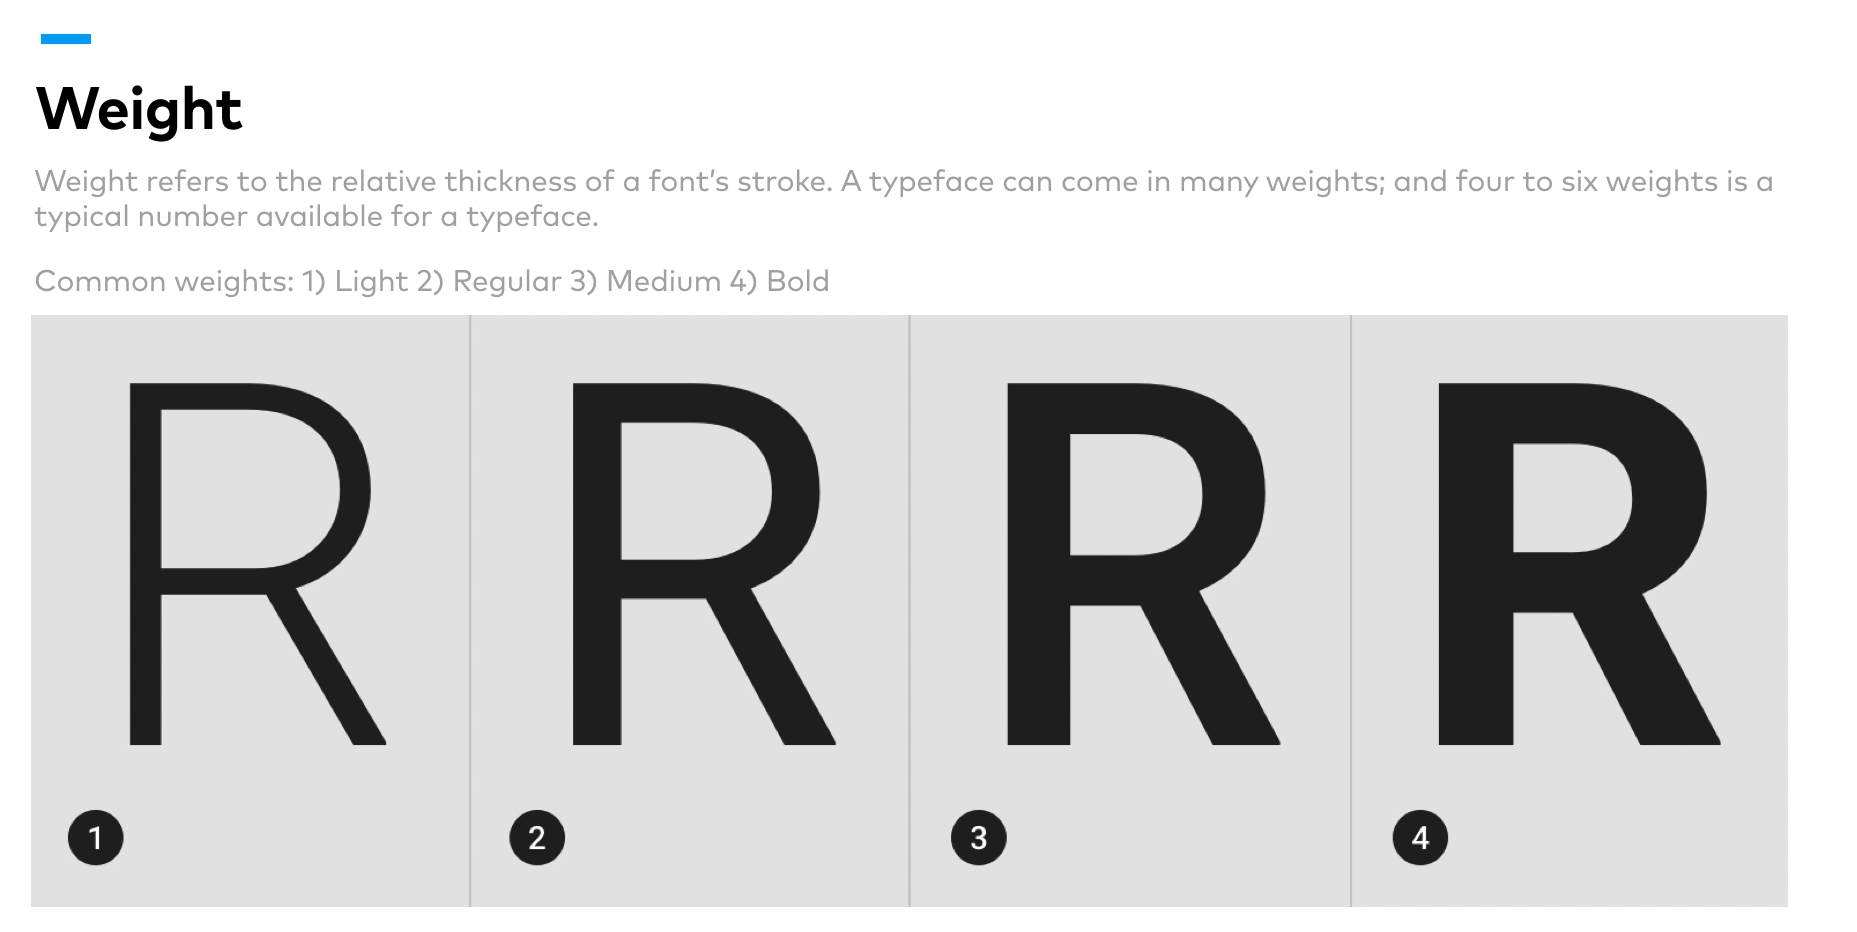 Weight
Weight refers to the relative thickness of a font’s stroke. A typeface can come in many weights; and four to six weights is a
typical number available for a typeface.
Common weights: 1) Light 2) Regular 3) Medium 4) Bold
R R R R
1 2 3 4